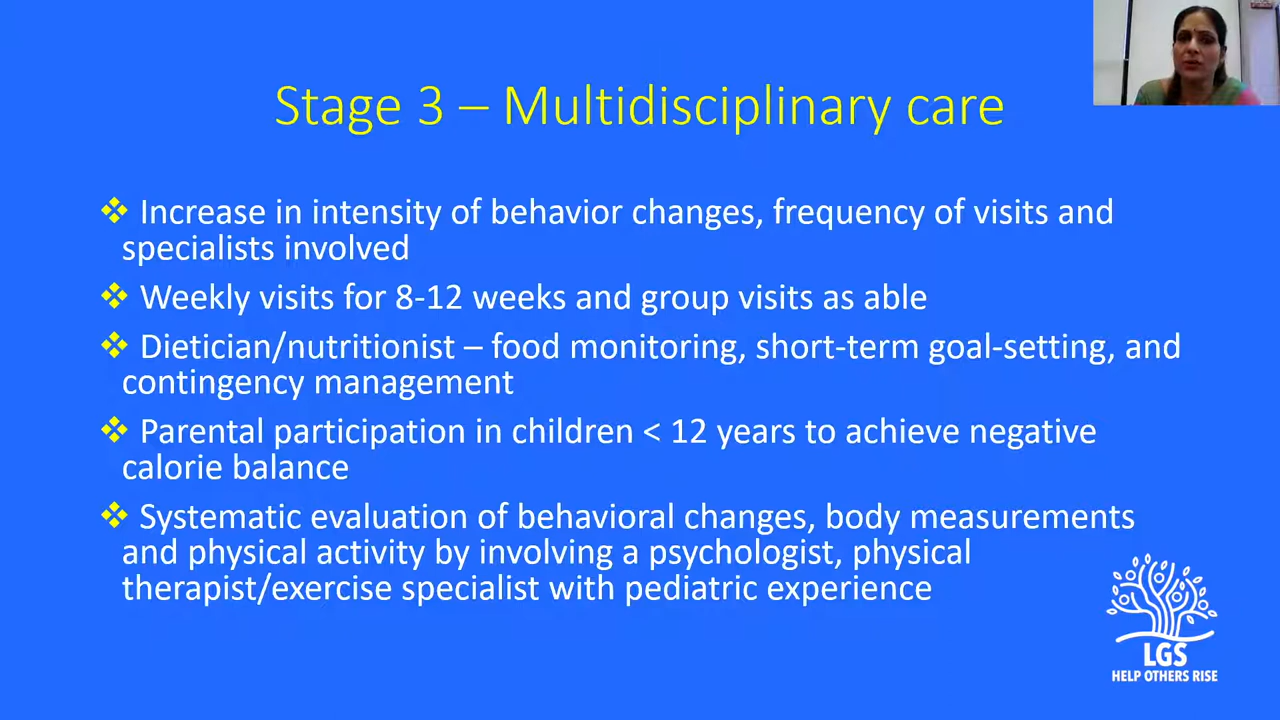 Stage 3 – Multidisciplinary care
❖ Increase in intensity of behavior changes, frequency of visits and
specialists involved
❖ Weekly visits for 8-12 weeks and group visits as able
❖ Dietician/nutritionist – food monitoring, short-term goal-setting, and
contingency management
❖ Parental participation in children < 12 years to achieve negative
calorie balance
❖ Systematic evaluation of behavioral changes, body measurements
and physical activity by involving a psychologist, physical
therapist/exercise specialist with pediatric experience
LGS
HELP OTHERS RISE